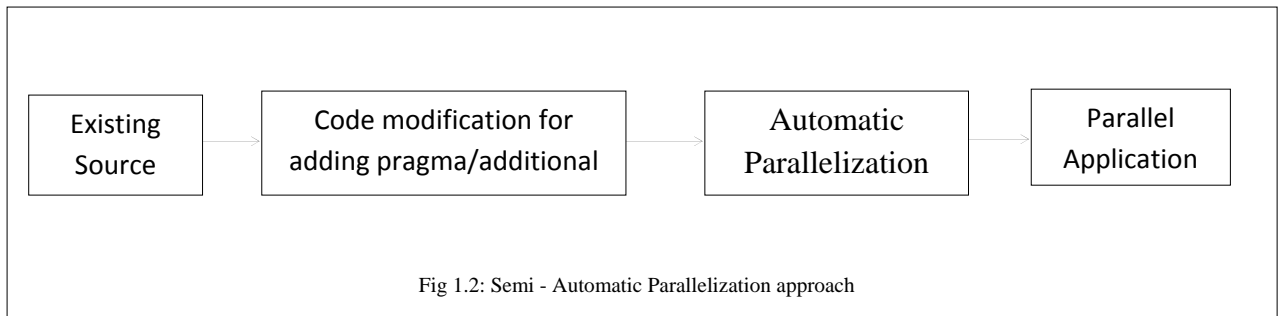 Existing
Source
Code modification for
adding pragma/additional
Automatic
Parallelization
Parallel
Application
Fig 1.2: Semi - Automatic Parallelization approach